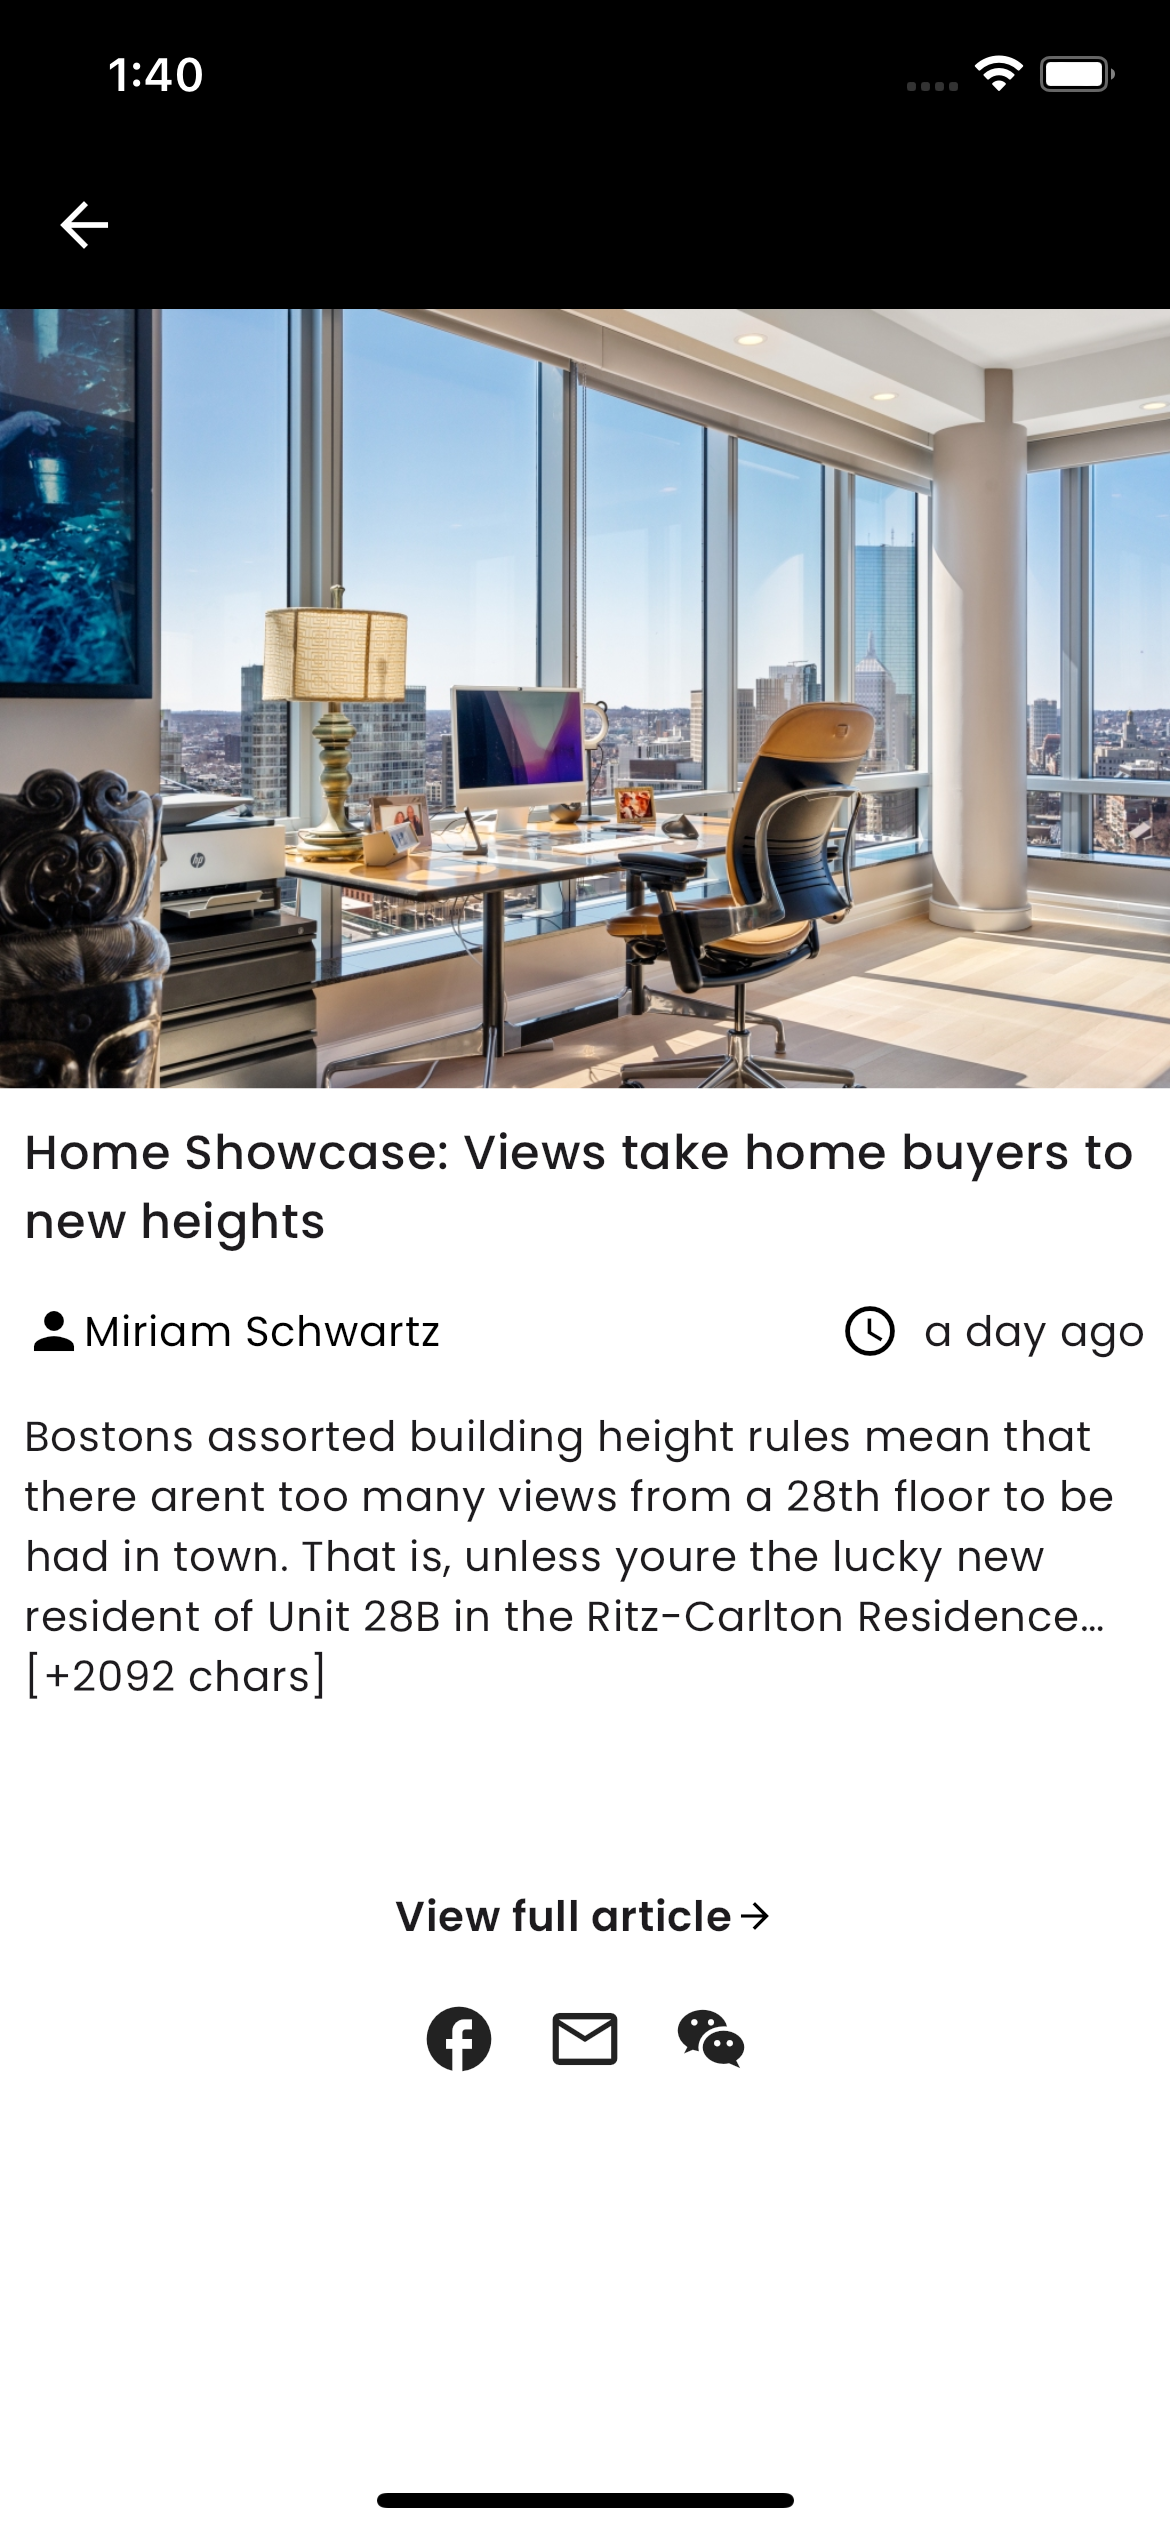 1:40
hp
Home Showcase: Views take home buyers to
new heights
Miriam Schwartz
a day ago
Bostons assorted building height rules mean that
there arent too many views from a 28th floor to be
had in town. That is, unless youre the lucky new
resident of Unit 28B in the Ritz-Carlton Residence…
[+2092 chars]
View full article